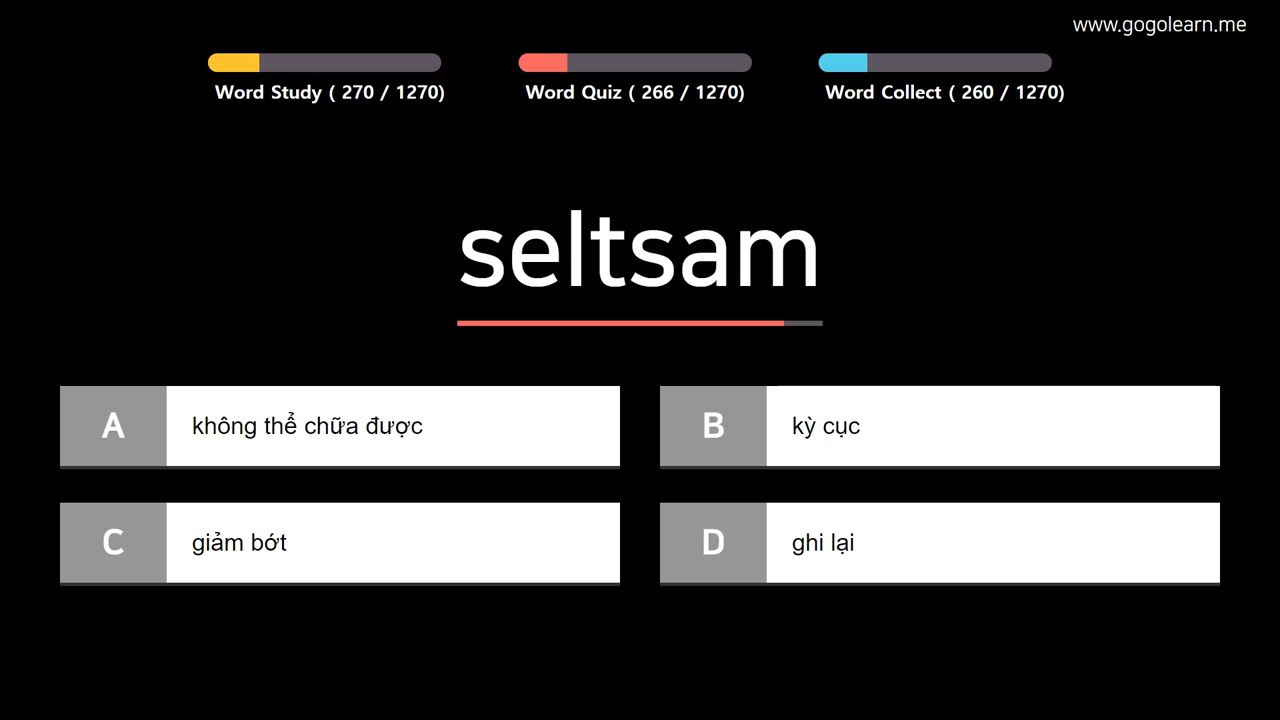 www.gogolearn.me
Word Study ( 270 / 1270)
Word Quiz ( 266 / 1270)
Word Collect ( 260 / 1270)
seltsam
A không thể chữa được
B kỳ cục
C giảm bớt
D ghi lại